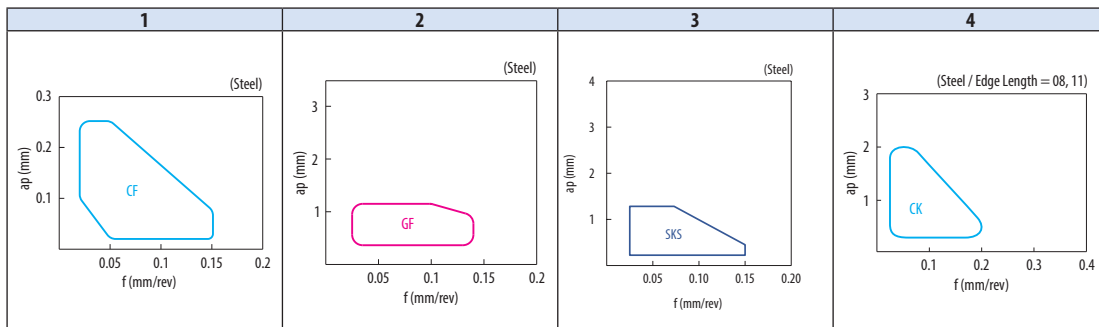 1 2 3 4
(Steel)
0.3
0.2
0.1
ap (mm)
CF
0.05 0.1 0.15 0.2
f (mm/rev)
(Steel)
3
2
1
ap (mm)
GF
0.05 0.1 0.15 0.2
f (mm/rev)
(Steel)
4
3
2
1
ap (mm)
SKS
0.05 0.10 0.15 0.20
f (mm/rev)
(Steel / Edge Length = 08, 11)
3
2
1
ap (mm)
CK
0.1 0.2 0.3 0.4
f (mm/rev)